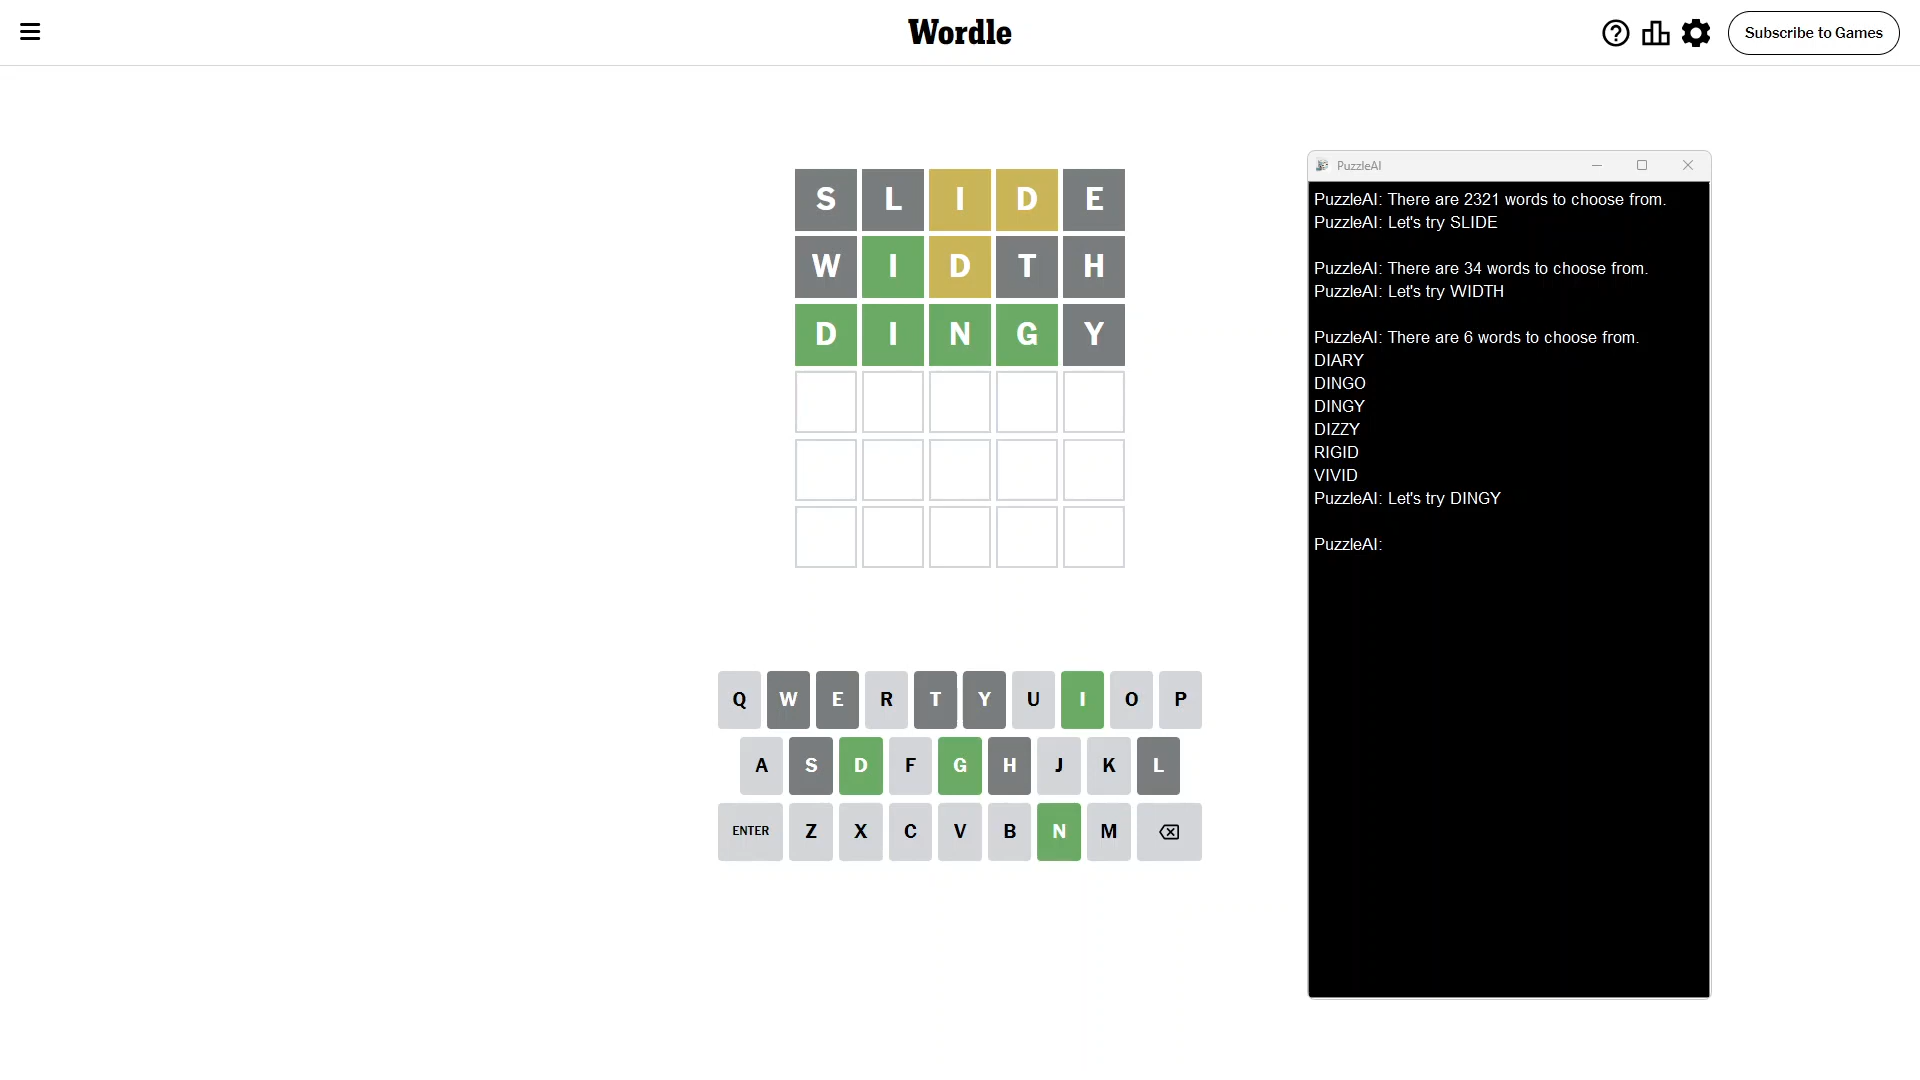 Wordle
Subscribe to Games
S L I D E
W I D T H
D I N G Y
PuzzleAI
PuzzleAI: There are 2321 words to choose from.
PuzzleAI: Let's try SLIDE
PuzzleAI: There are 34 words to choose from.
PuzzleAI: Let's try WIDTH
PuzzleAI: There are 6 words to choose from.
DIARY
DINGO
DINGY
DIZZY
RIGID
VIVID
PuzzleAI: Let's try DINGY
PuzzleAI:
Q W E R T Y U I O P
A S D F G H J K L
ENTER Z X C V B N M